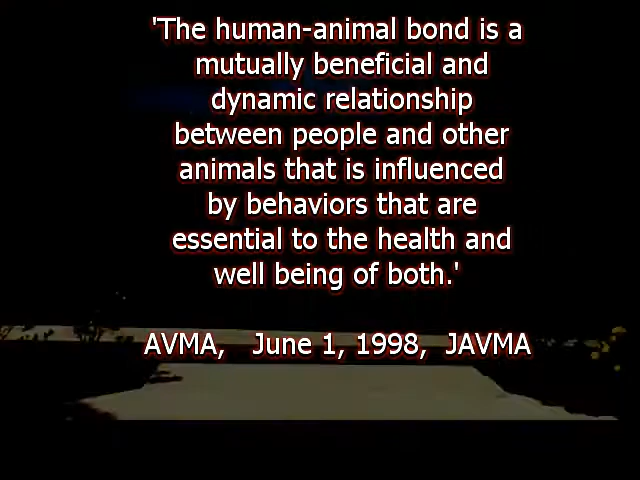 'The human-animal bond is a
mutually beneficial and
dynamic relationship
between people and other
animals that is influenced
by behaviors that are
essential to the health and
well being of both.'
AVMA,   June 1, 1998,  JAVMA